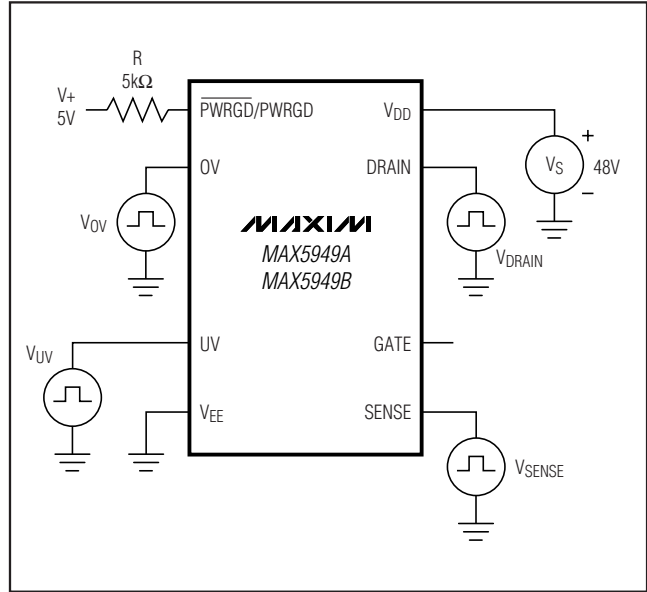 R
5kΩ
V+
5V
PWRGD/PWRGD
VDD
OV
DRAIN
VS
+
48V
–
VOV
MAXIM
MAX5949A
MAX5949B
VDRAIN
VUV
UV
GATE
VEE
SENSE
VSENSE